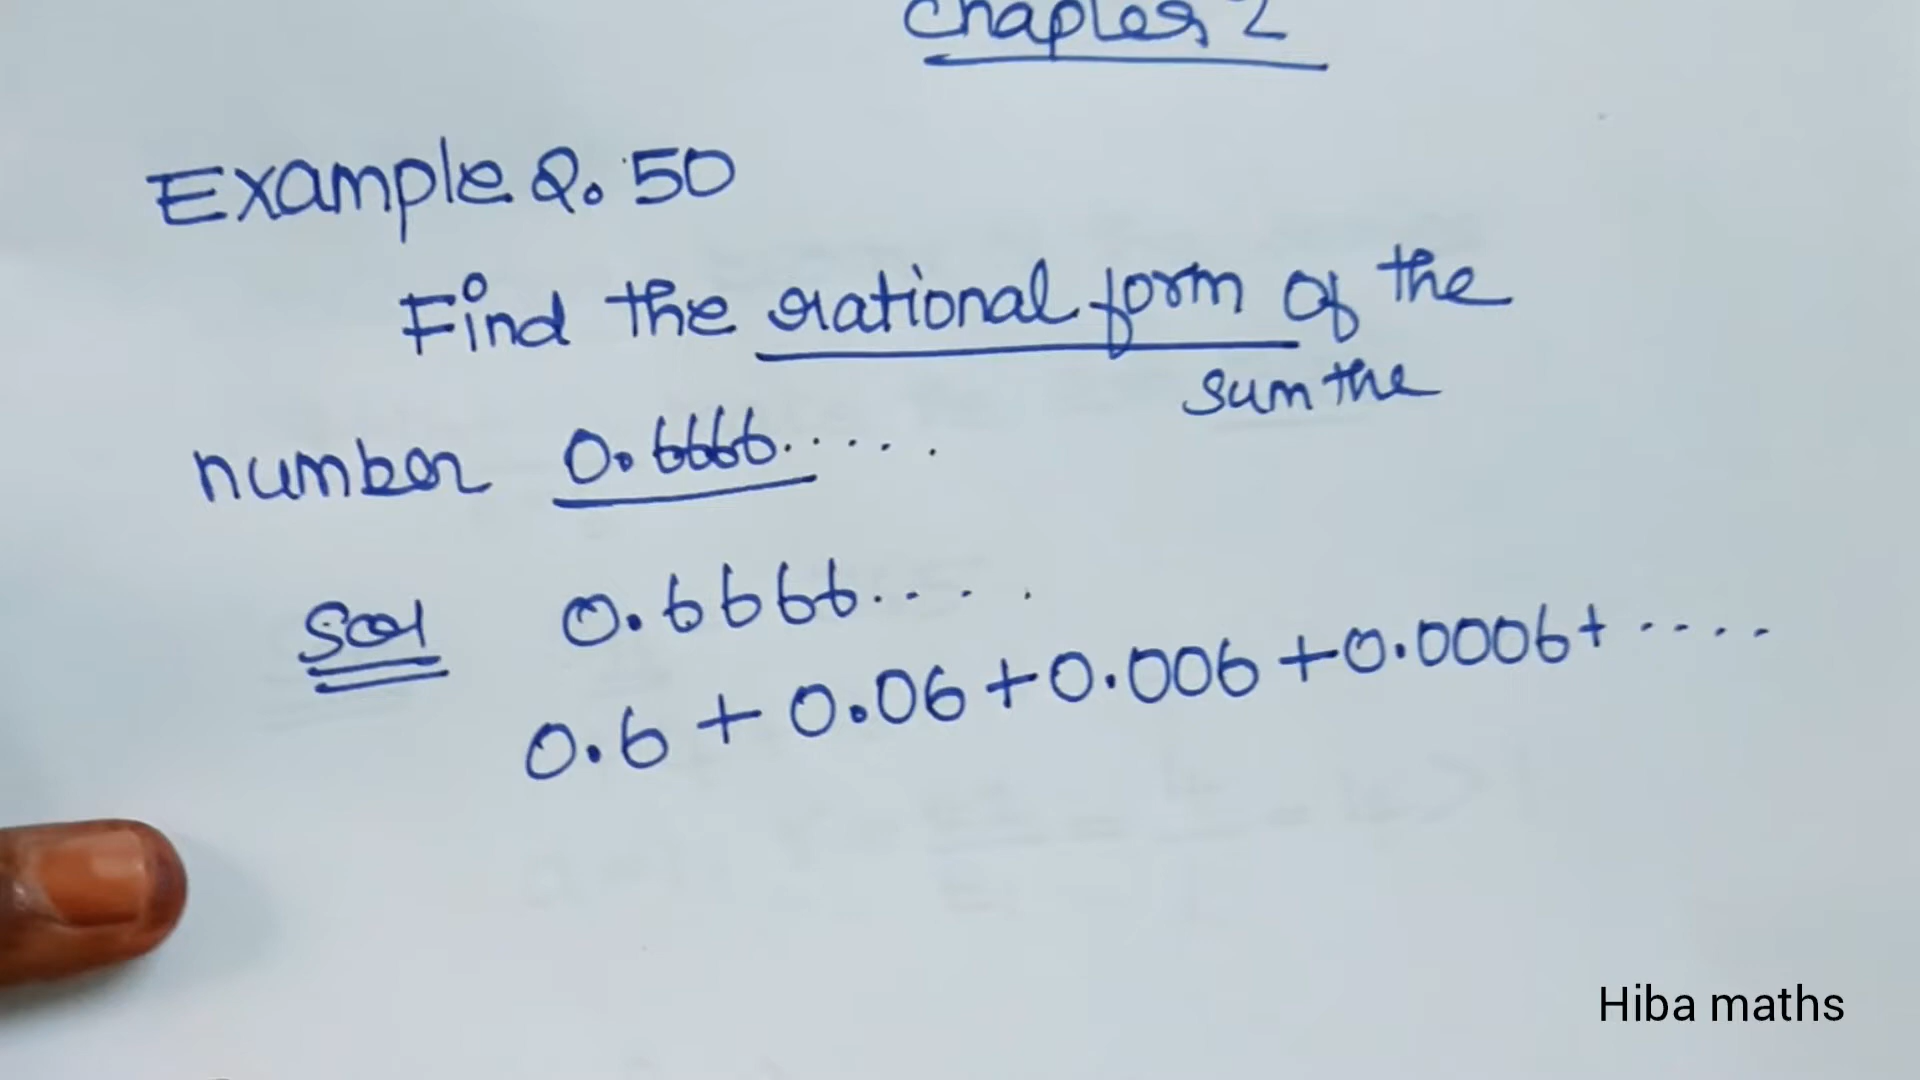 Chapter 2
Example 2.50
Find the rational form of the
sum the
number 0.6666.....
Sol 0.6666.....
0.6 + 0.06 + 0.006 + 0.0006 + ....
Hiba maths